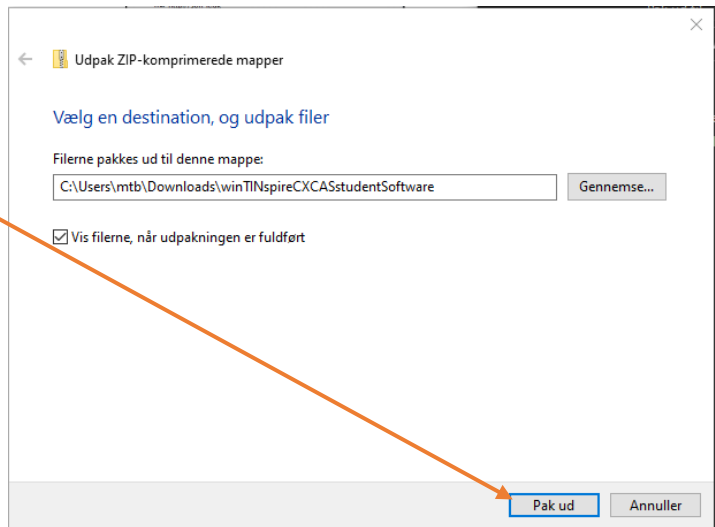 Udpak ZIP-komprimerede mapper
Vælg en destination, og udpak filer
Filerne pakkes ud til denne mappe:
C:\Users\mtb\Downloads\winTINspireCXCASstudentSoftware
Gennemse...
Vis filerne, når udpakningen er fuldført
Pak ud
Annuller